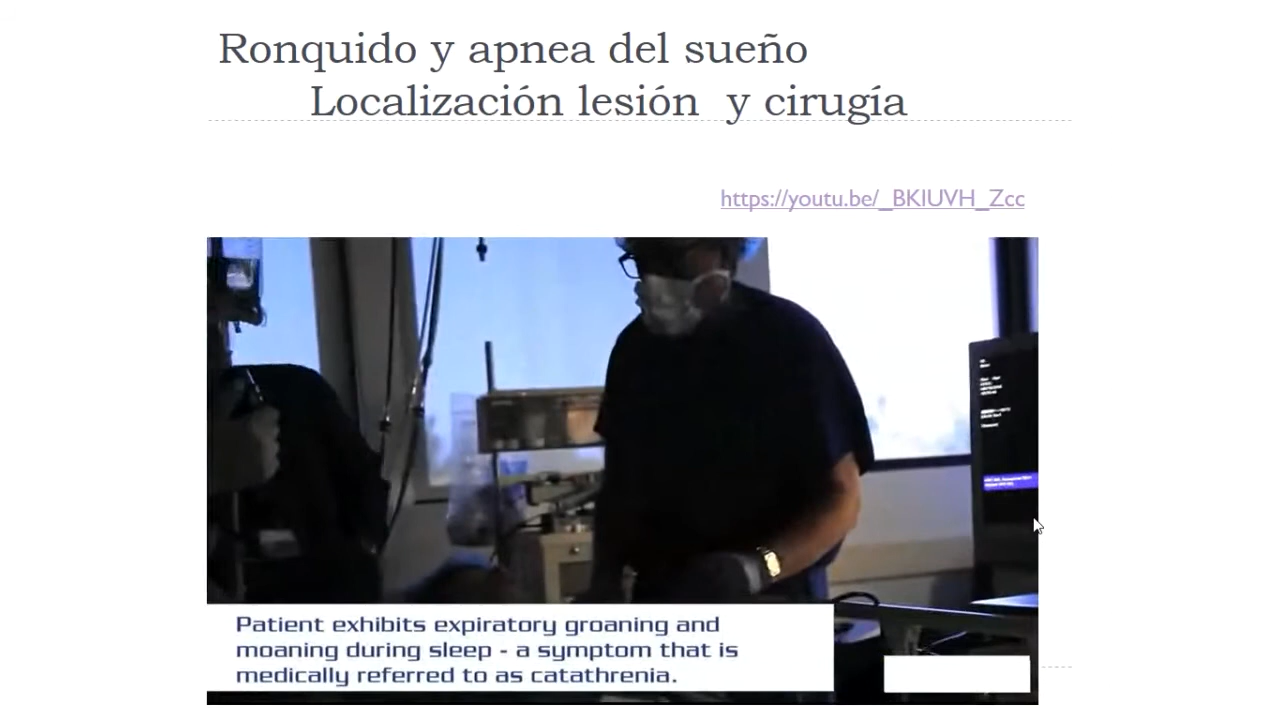 Ronquido y apnea del sueño
Localización lesión y cirugía
https://youtu.be/_BKIUVH_Zcc
Patient exhibits expiratory groaning and
moaning during sleep - a symptom that is
medically referred to as catathrenia.